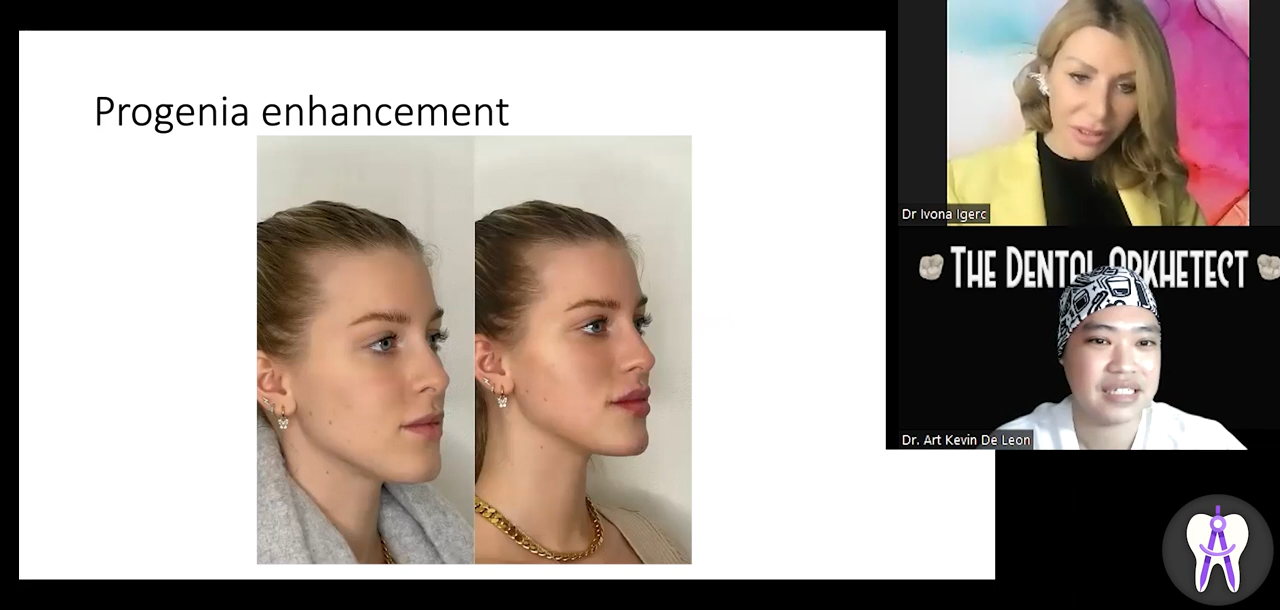 Progenia enhancement
Dr Ivona Igerc
THE DENTAL ARKHETECT
Dr. Art Kevin De Leon